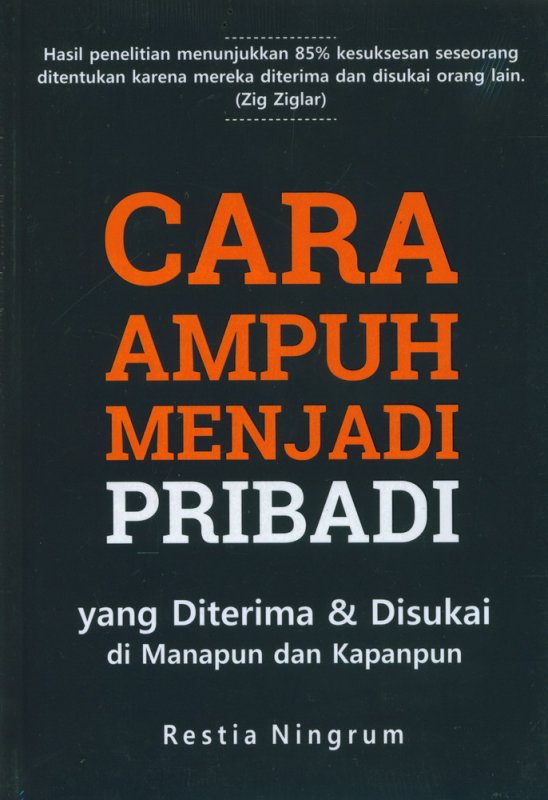 Hasil penelitian menunjukkan 85% kesuksesan seseorang
ditentukan karena mereka diterima dan disukai orang lain.
(Zig Ziglar)
CARA
AMPUH
MENJADI
PRIBADI
yang Diterima & Disukai
di Manapun dan Kapanpun
Restia Ningrum